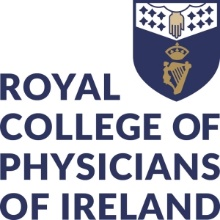 ROYAL
COLLEGE OF
PHYSICIANS
OF IRELAND